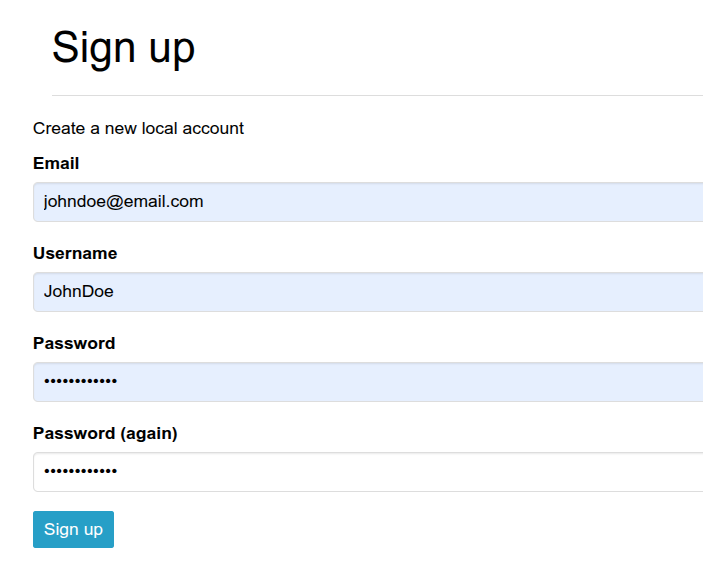 Sign up
Create a new local account
Email
johndoe@email.com
Username
JohnDoe
Password
••••••••••••
Password (again)
••••••••••••
Sign up